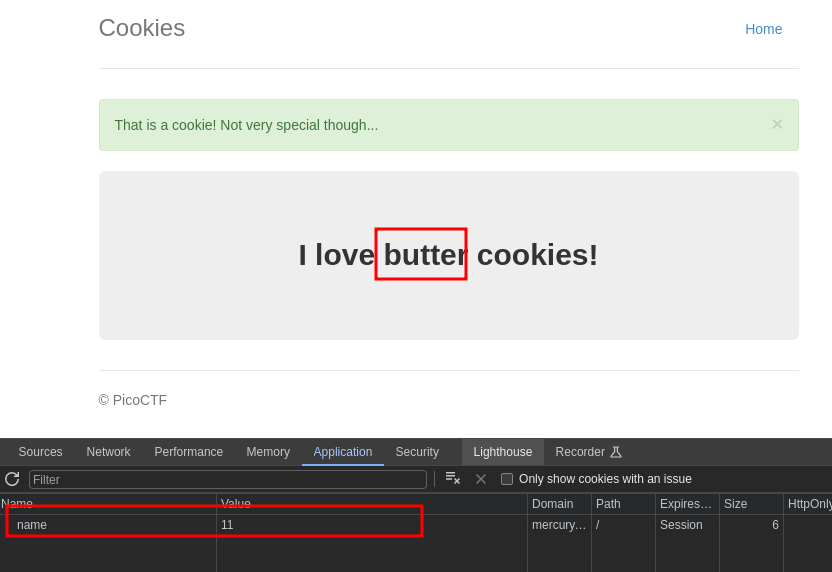 Cookies Home
That is a cookie! Not very special though... ×
I love butter cookies!
© PicoCTF
Sources Network Performance Memory Application Security Lighthouse Recorder
Filter Only show cookies with an issue
Name Value Domain Path Expires... Size HttpOnly
name 11 mercury... / Session 6